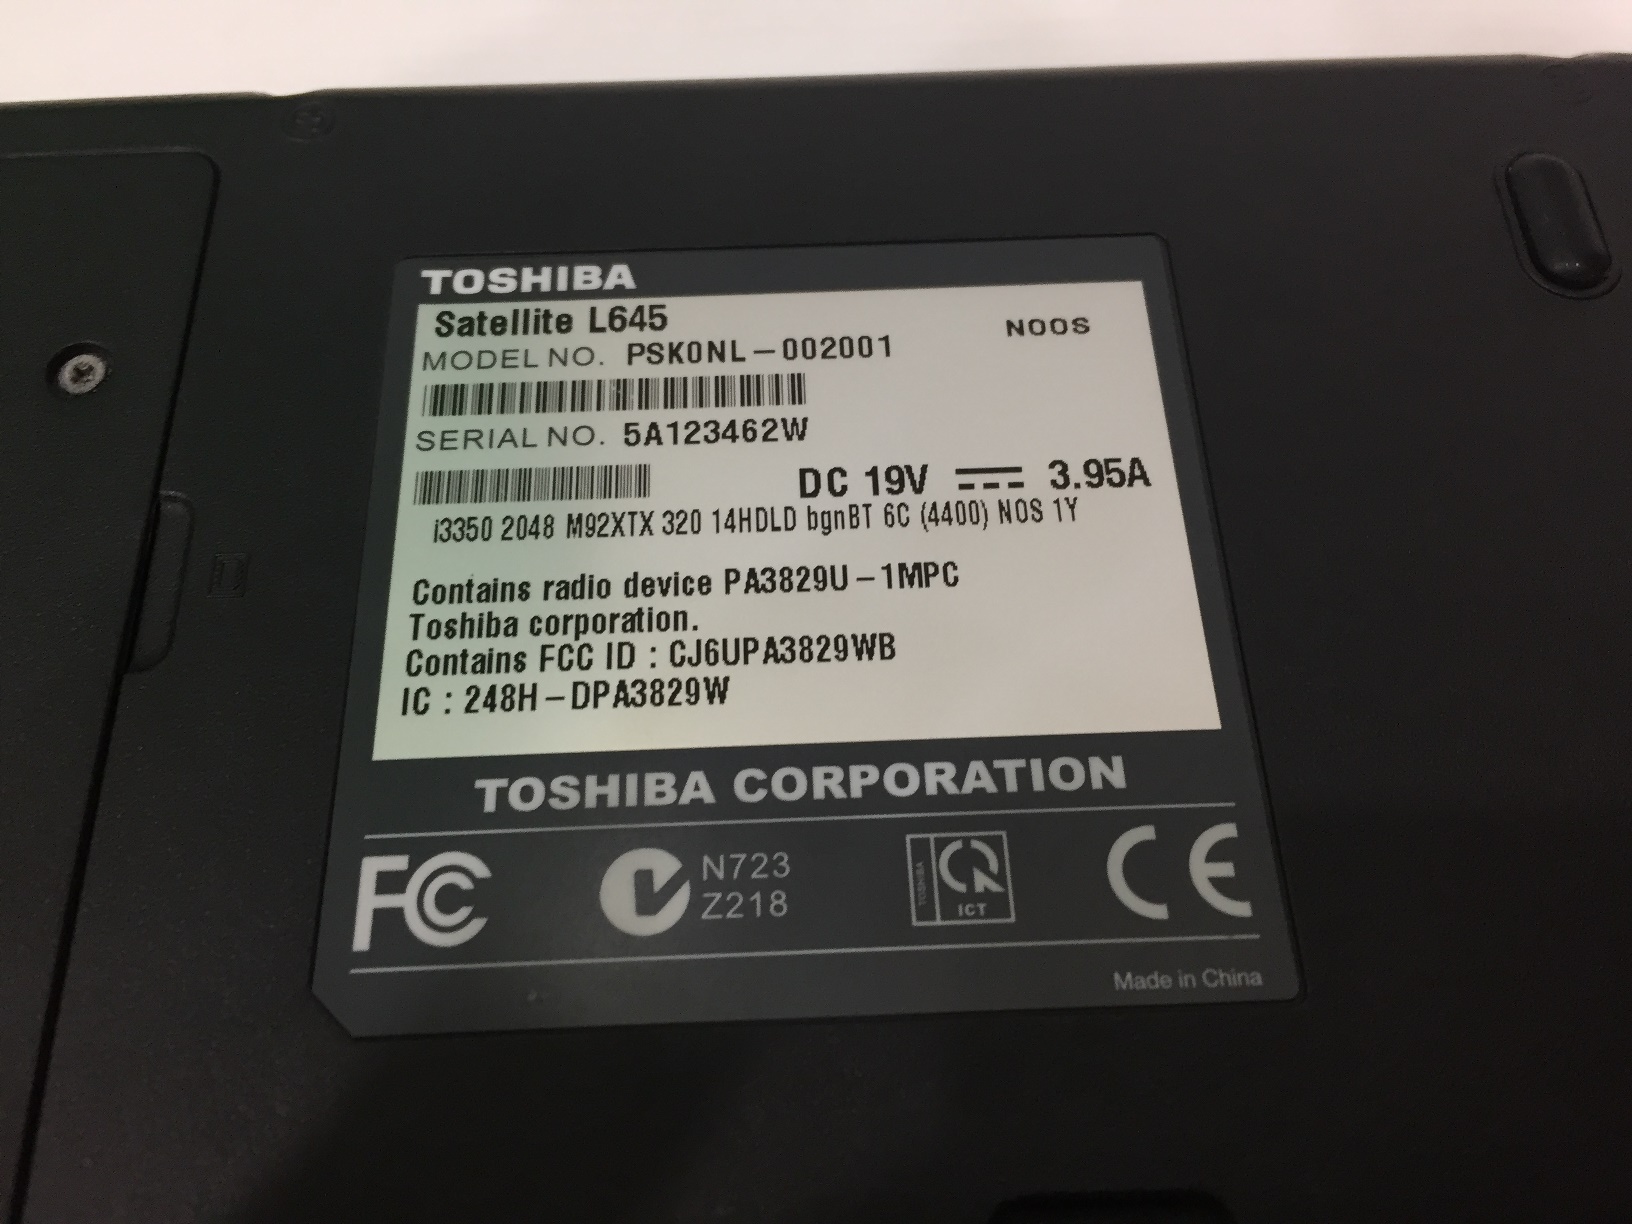 TOSHIBA
Satellite L645 NOOS
MODEL NO. PSK0NL-002001
SERIAL NO. 5A123462W
DC 19V 3.95A
i3350 2048 M92XTX 320 14HDLD bgnBT 6C (4400) NOS 1Y
Contains radio device PA3829U-1MPC
Toshiba corporation.
Contains FCC ID : CJ6UPA3829WB
IC : 248H-DPA3829W
TOSHIBA CORPORATION
FC N723 TOSHIBA CE
Z218 ICT
Made in China